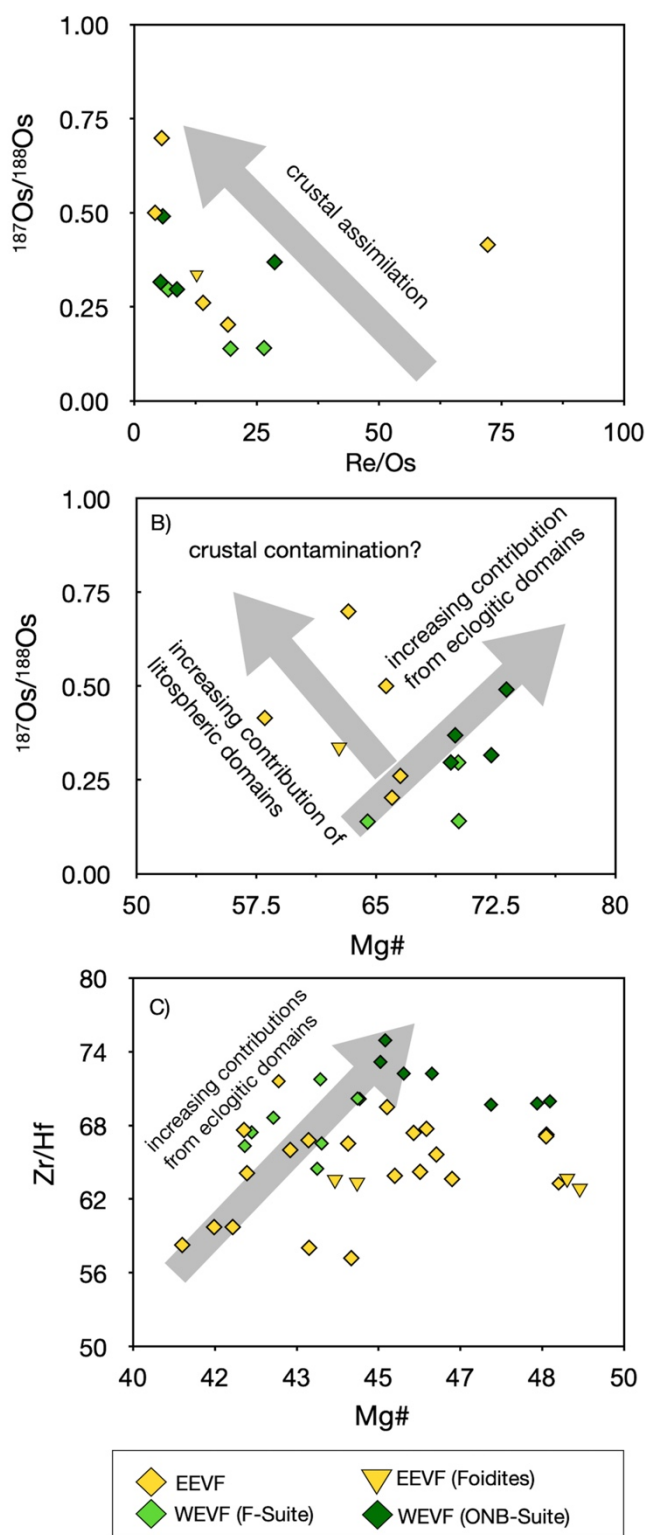 1.00
0.75
0.50
0.25
0.00
187Os/188Os
crustal assimilation
0
25
50
75
100
Re/Os
B)
1.00
0.75
0.50
0.25
0.00
187Os/188Os
crustal contamination?
increasing contribution
from eclogitic domains
increasing contribution of
litospheric domains
50
57.5
65
72.5
80
Mg#
C)
80
74
68
62
56
50
Zr/Hf
increasing contributions
from eclogitic domains
40
42
43
45
47
48
50
Mg#
EEVF
EEVF (Foidites)
WEVF (F-Suite)
WEVF (ONB-Suite)